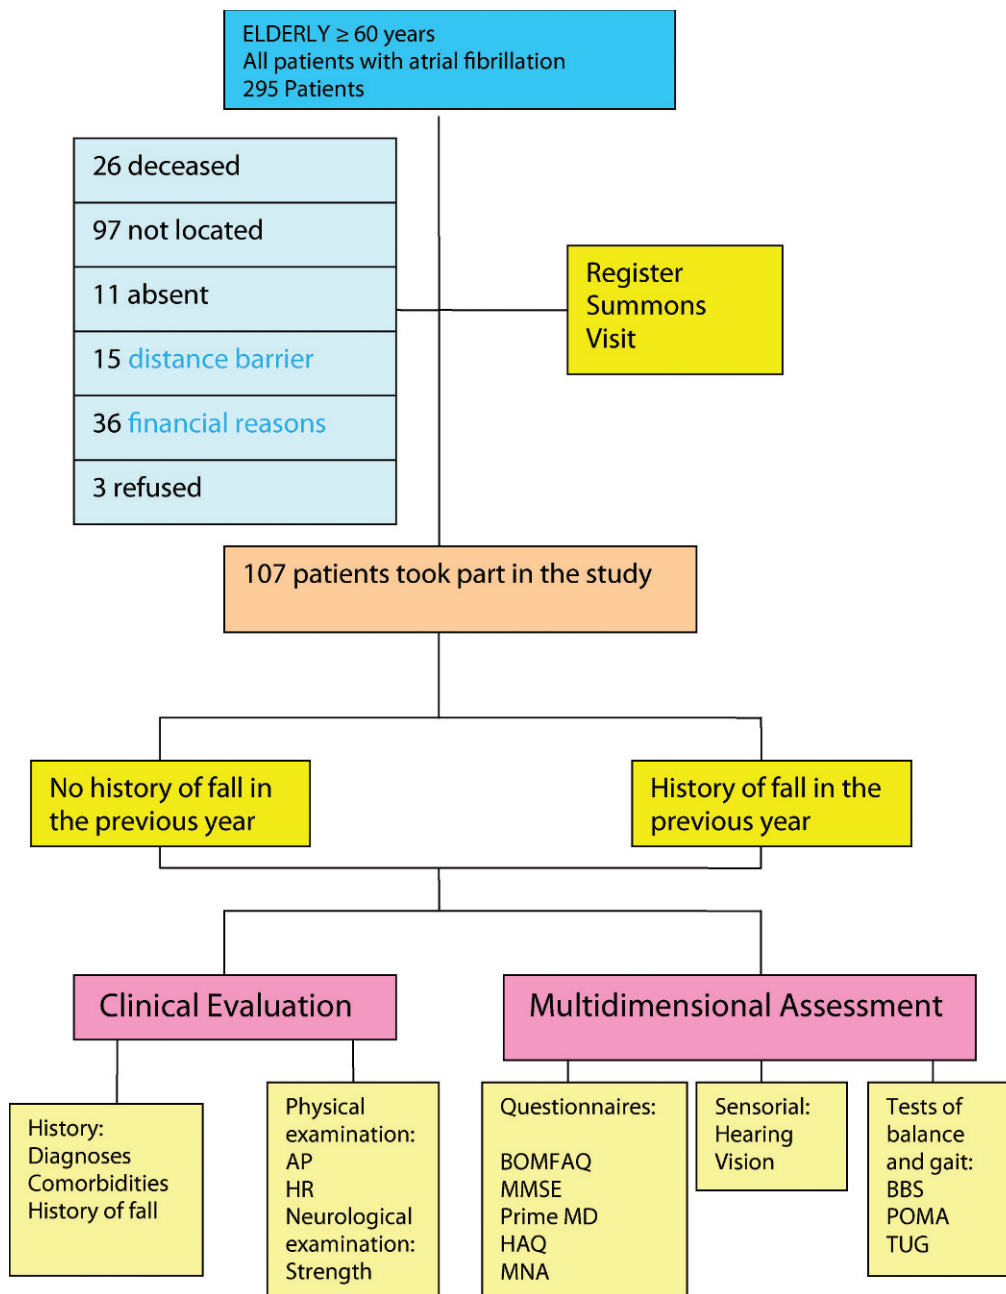 ELDERLY ≥ 60 years
All patients with atrial fibrillation
295 Patients
26 deceased
97 not located
11 absent
15 distance barrier
36 financial reasons
3 refused
Register
Summons
Visit
107 patients took part in the study
No history of fall in
the previous year
History of fall in the
previous year
Clinical Evaluation
Multidimensional Assessment
History:
Diagnoses
Comorbidities
History of fall
Physical
examination:
AP
HR
Neurological
examination:
Strength
Questionnaires:
BOMFAQ
MMSE
Prime MD
HAQ
MNA
Sensorial:
Hearing
Vision
Tests of
balance
and gait:
BBS
POMA
TUG